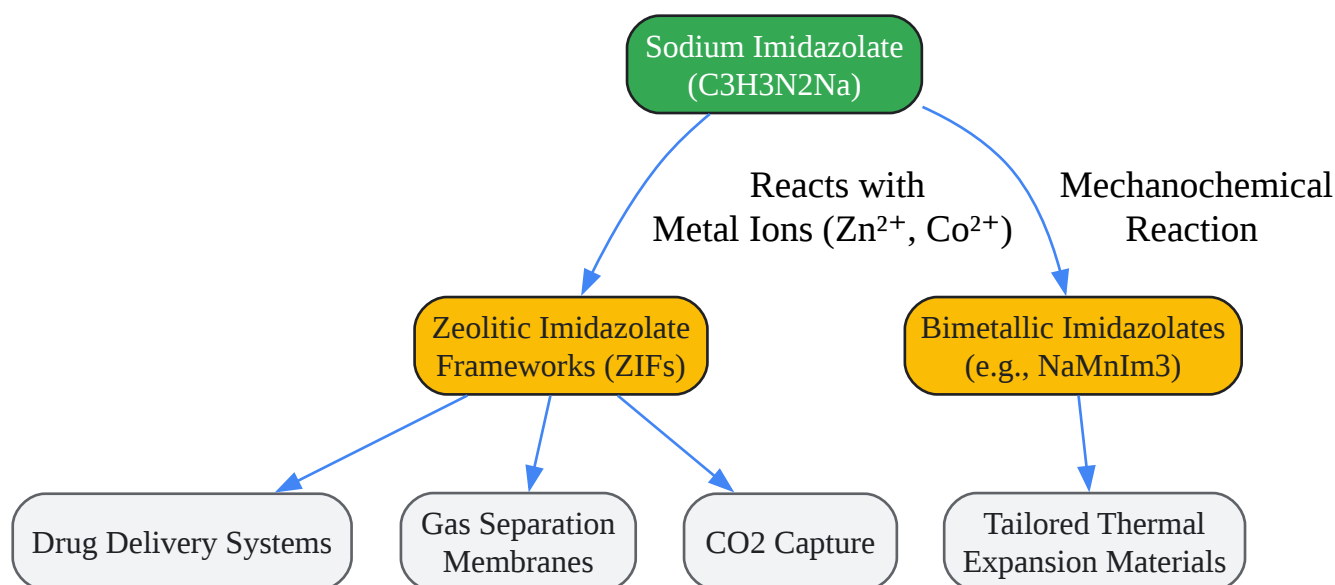 Sodium Imidazolate
(C3H3N2Na)
Reacts with
Metal Ions (Zn²⁺, Co²⁺)
Mechanochemical
Reaction
Zeolitic Imidazolate
Frameworks (ZIFs)
Bimetallic Imidazolates
(e.g., NaMnIm3)
Drug Delivery Systems
Gas Separation
Membranes
CO2 Capture
Tailored Thermal
Expansion Materials